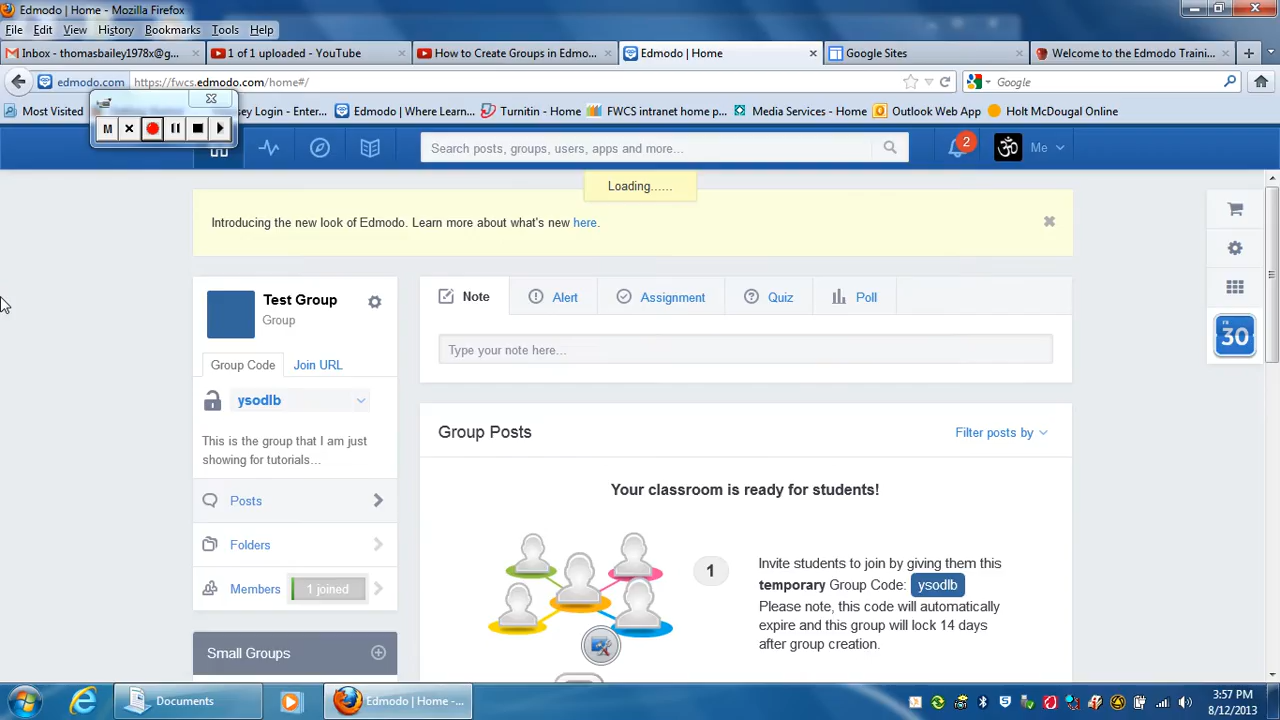 Edmodo | Home - Mozilla Firefox
File Edit View History Bookmarks Tools Help
Inbox - thomasbailey1978x@g... 1 of 1 uploaded - YouTube How to Create Groups in Edmo... Edmodo | Home Google Sites Welcome to the Edmodo Traini...
edmodo.com https://fwcs.edmodo.com/home#/ Google
Most Visited sey Login - Enter... Edmodo | Where Learn... Turnitin - Home FWCS intranet home p... Media Services - Home Outlook Web App Holt McDougal Online
M
Search posts, groups, users, apps and more... 2 Me
Loading......
Introducing the new look of Edmodo. Learn more about what's new here.
Test Group
Group
Note Alert Assignment Quiz Poll
Type your note here...
30
Group Code Join URL
ysodlb
This is the group that I am just
showing for tutorials...
Group Posts Filter posts by
Your classroom is ready for students!
Posts
Folders
Members 1 joined
Small Groups
1
Invite students to join by giving them this
temporary Group Code: ysodlb
Please note, this code will automatically
expire and this group will lock 14 days
after group creation.
Documents Edmodo | Home -...
3:57 PM
8/12/2013